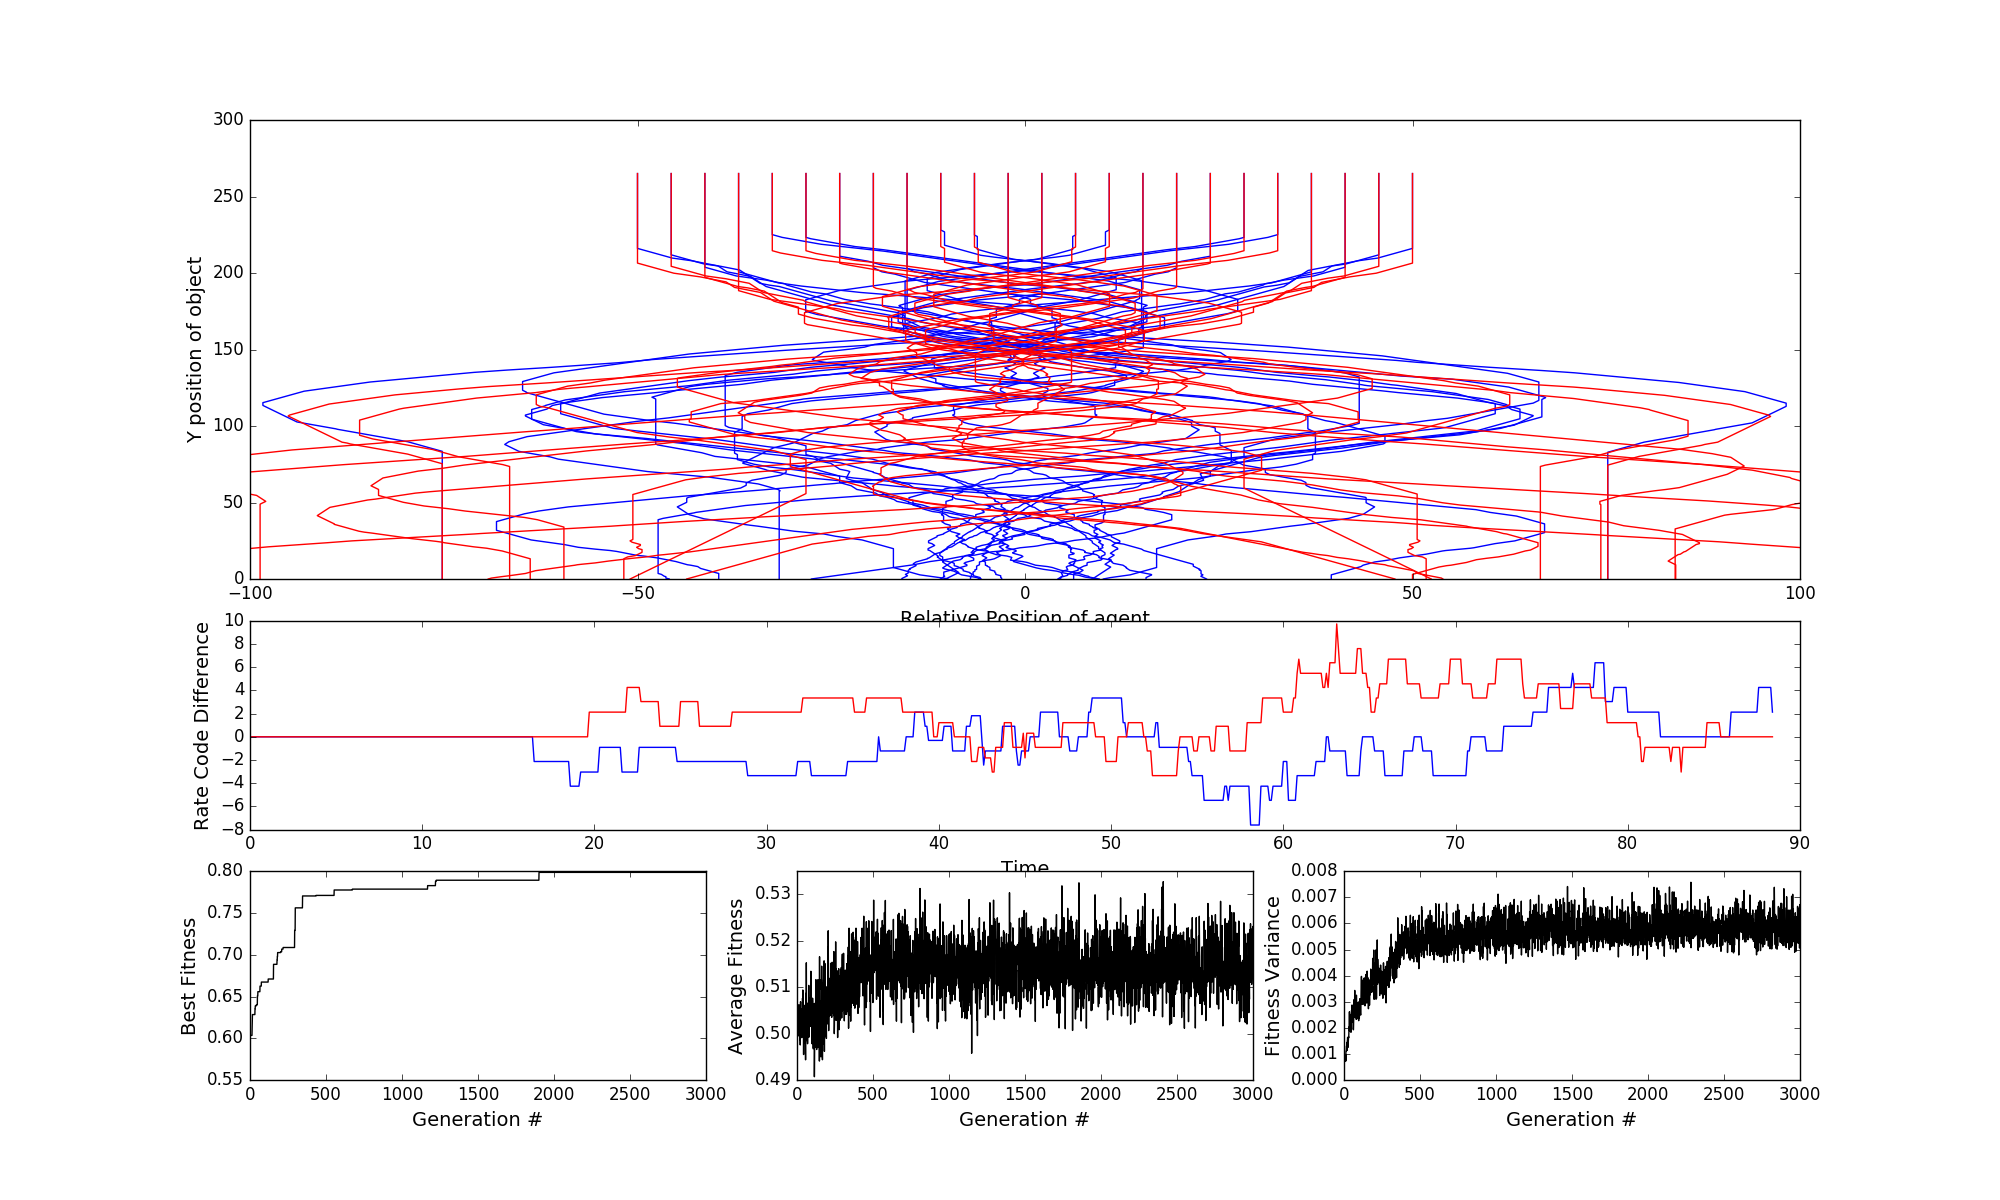 300
250
200
150
100
50
0
Y position of object
−100 −50 0 50 100
Relative Position of agent
10
8
6
4
2
0
−2
−4
−6
−8
Rate Code Difference
0 10 20 30 40 50 60 70 80 90
Time
0.80
0.75
0.70
0.65
0.60
0.55
Best Fitness
0 500 1000 1500 2000 2500 3000
Generation #
0.53
0.52
0.51
0.50
0.49
Average Fitness
0 500 1000 1500 2000 2500 3000
Generation #
0.008
0.007
0.006
0.005
0.004
0.003
0.002
0.001
0.000
Fitness Variance
0 500 1000 1500 2000 2500 3000
Generation #